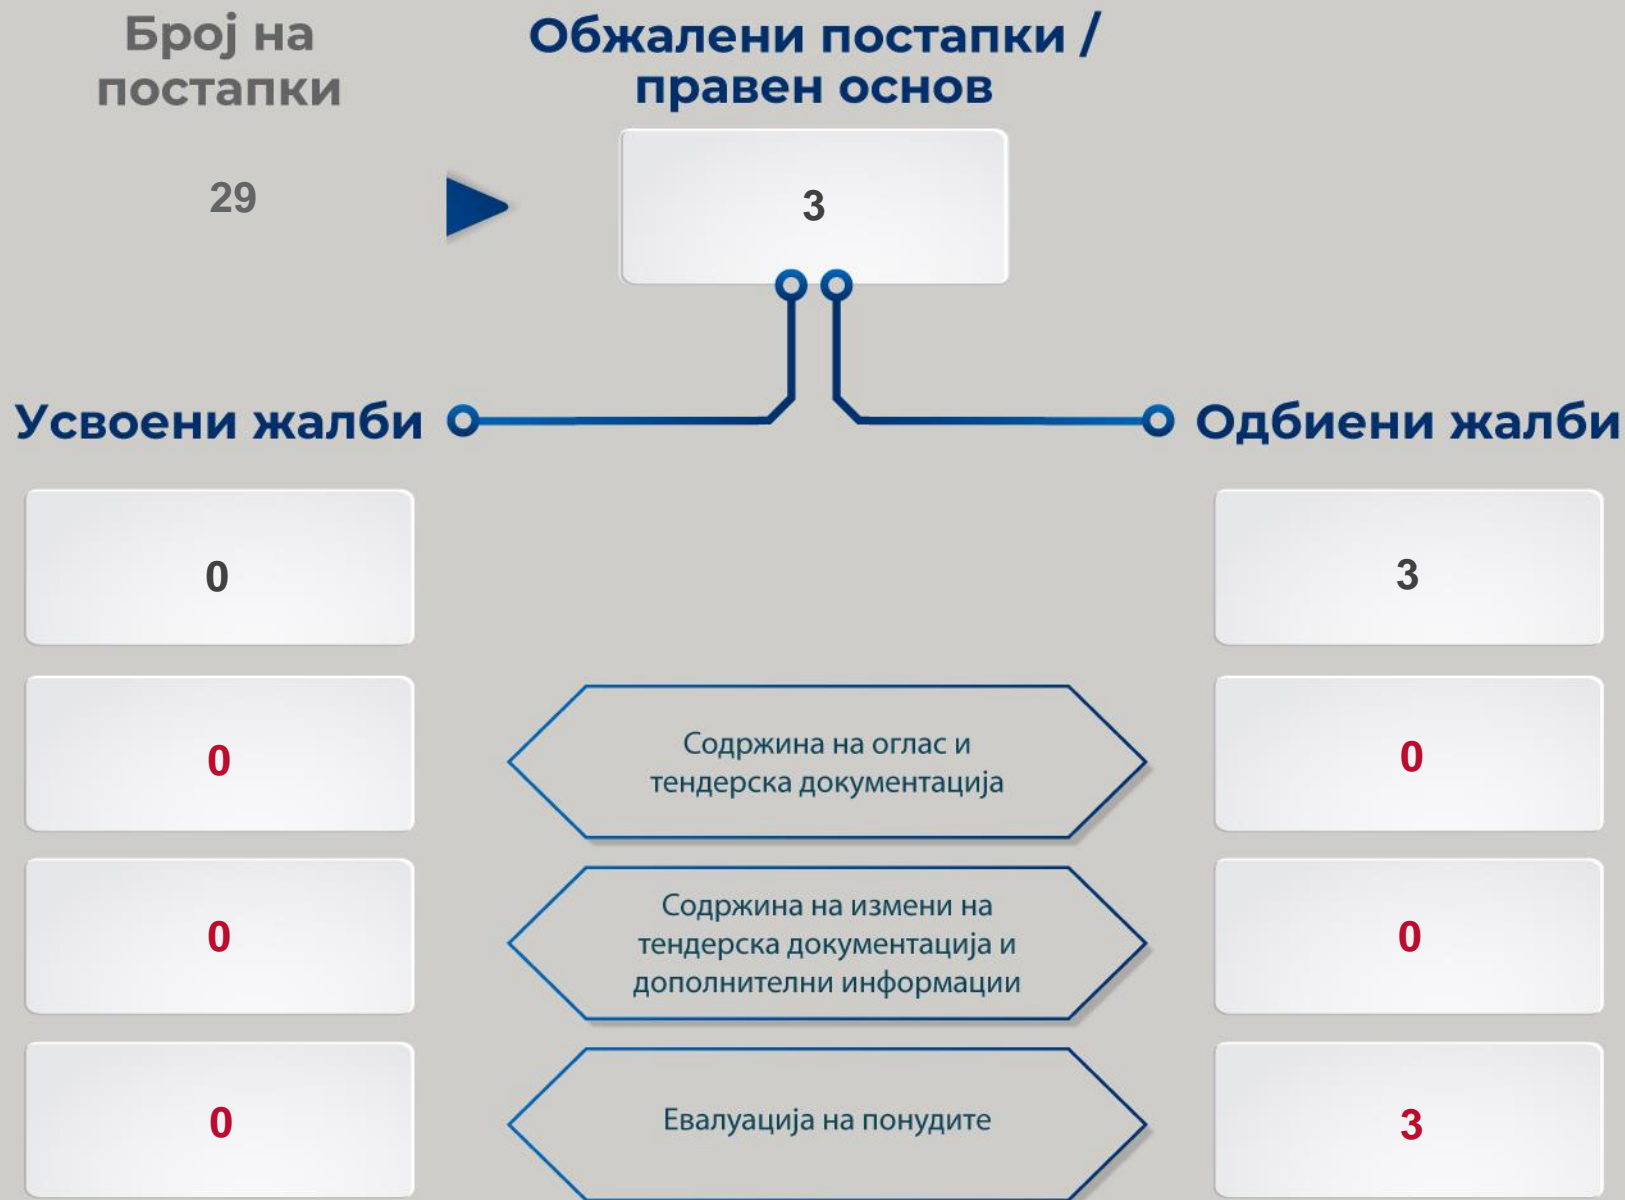 Број на
постапки
Обжалени постапки /
правен основ
29
3
Усвоени жалби
Одбиени жалби
0
3
0
Содржина на оглас и
тендерска документација
0
0
Содржина на измени на
тендерска документација и
дополнителни информации
0
0
Евалуација на понудите
3